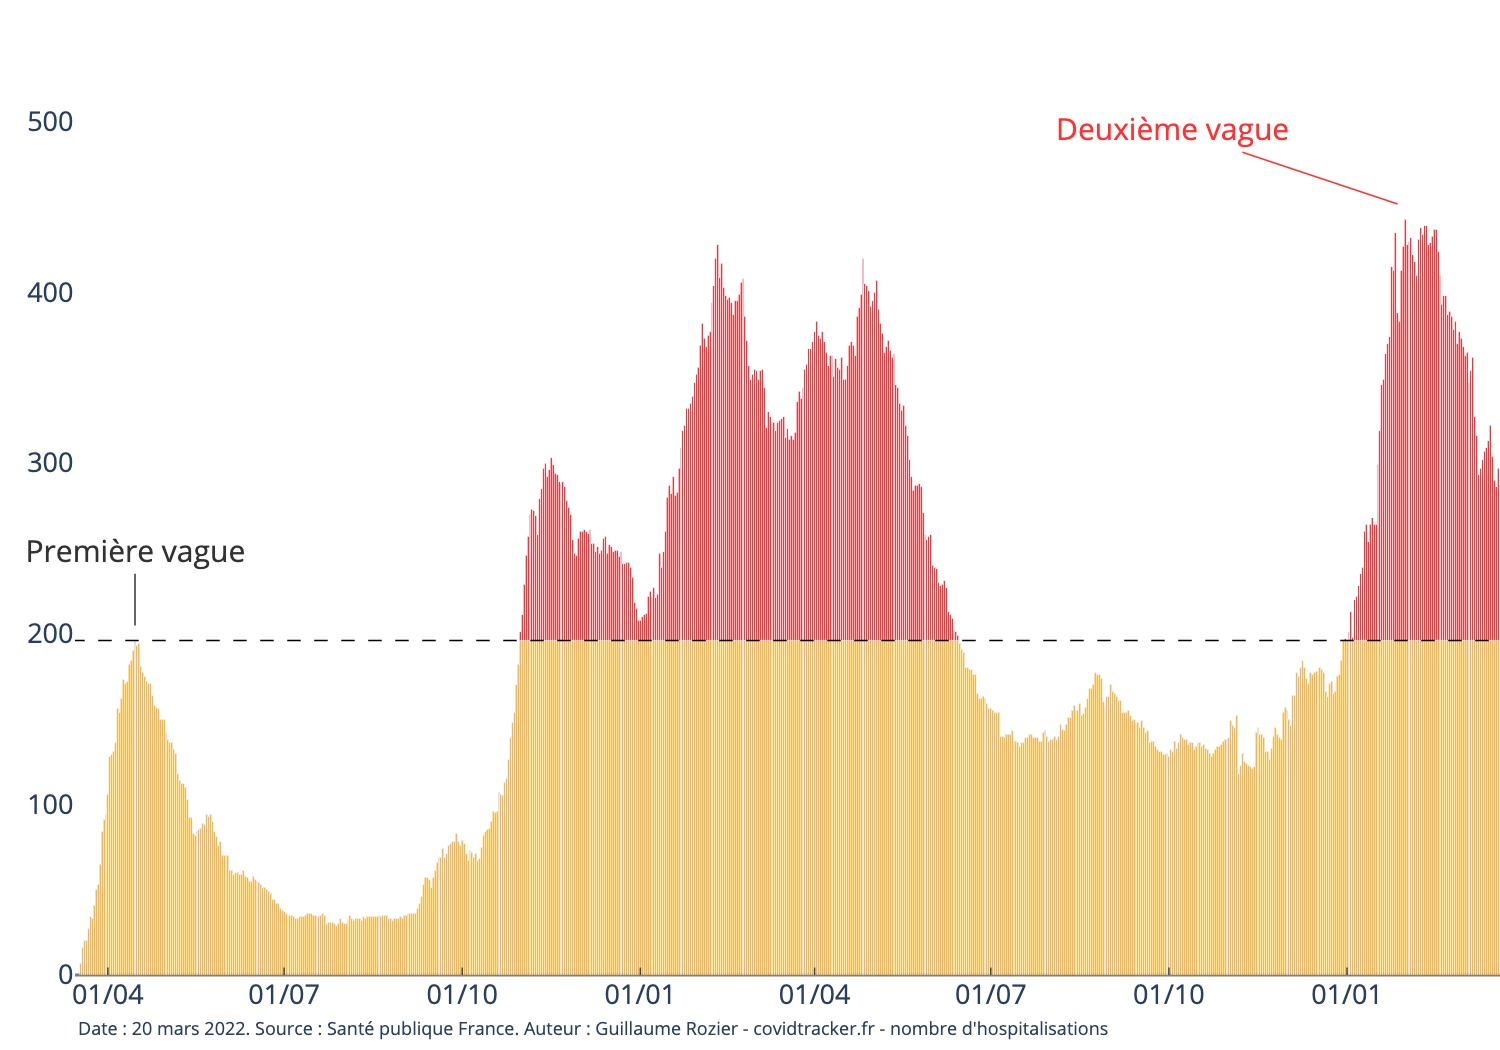 500
Deuxième vague
400
300
Première vague
200
100
0
01/04 01/07 01/10 01/01 01/04 01/07 01/10 01/01
Date : 20 mars 2022. Source : Santé publique France. Auteur : Guillaume Rozier - covidtracker.fr - nombre d'hospitalisations